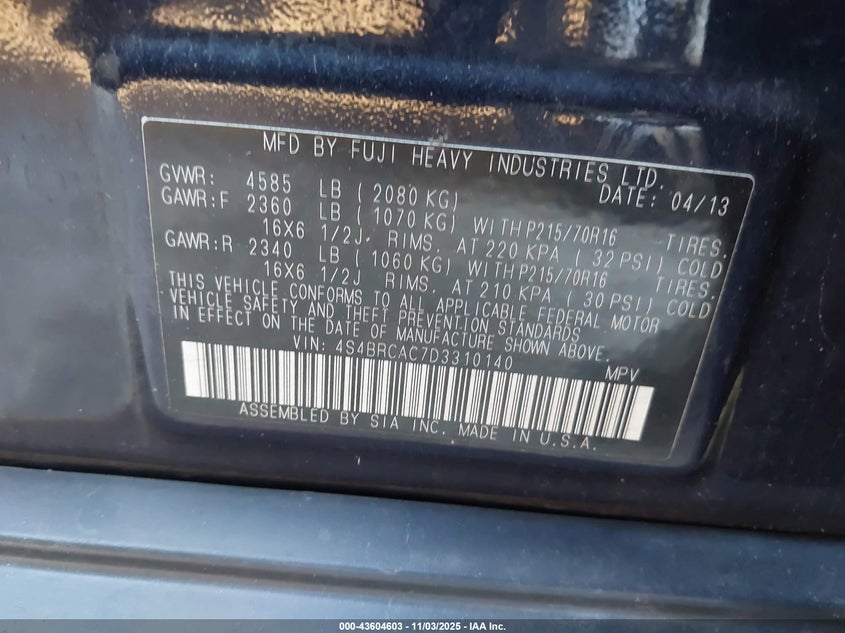 MFD BY FUJI HEAVY INDUSTRIES LTD.
GVWR: 4585 LB (2080 KG) DATE: 04/13
GAWR:F 2360 LB (1070 KG) WITHP215/70R16 TIRES.
16X6 1/2J. RIMS. AT 220 KPA (32 PSI) COLD
GAWR:R 2340 LB (1060 KG) WITHP215/70R16 TIRES.
16X6 1/2J RIMS. AT 210 KPA (30 PSI) COLD
THIS VEHICLE CONFORMS TO ALL APPLICABLE FEDERAL MOTOR
VEHICLE SAFETY AND THEFT PREVENTION STANDARDS
IN EFFECT ON THE DATE OF MANUFACTURE SHOWN ABOVE.
VIN: 4S4BRCAC7D3310140 MPV
ASSEMBLED BY SIA INC. MADE IN U.S.A.
000-43604603 - 11/03/2025 - IAA Inc.